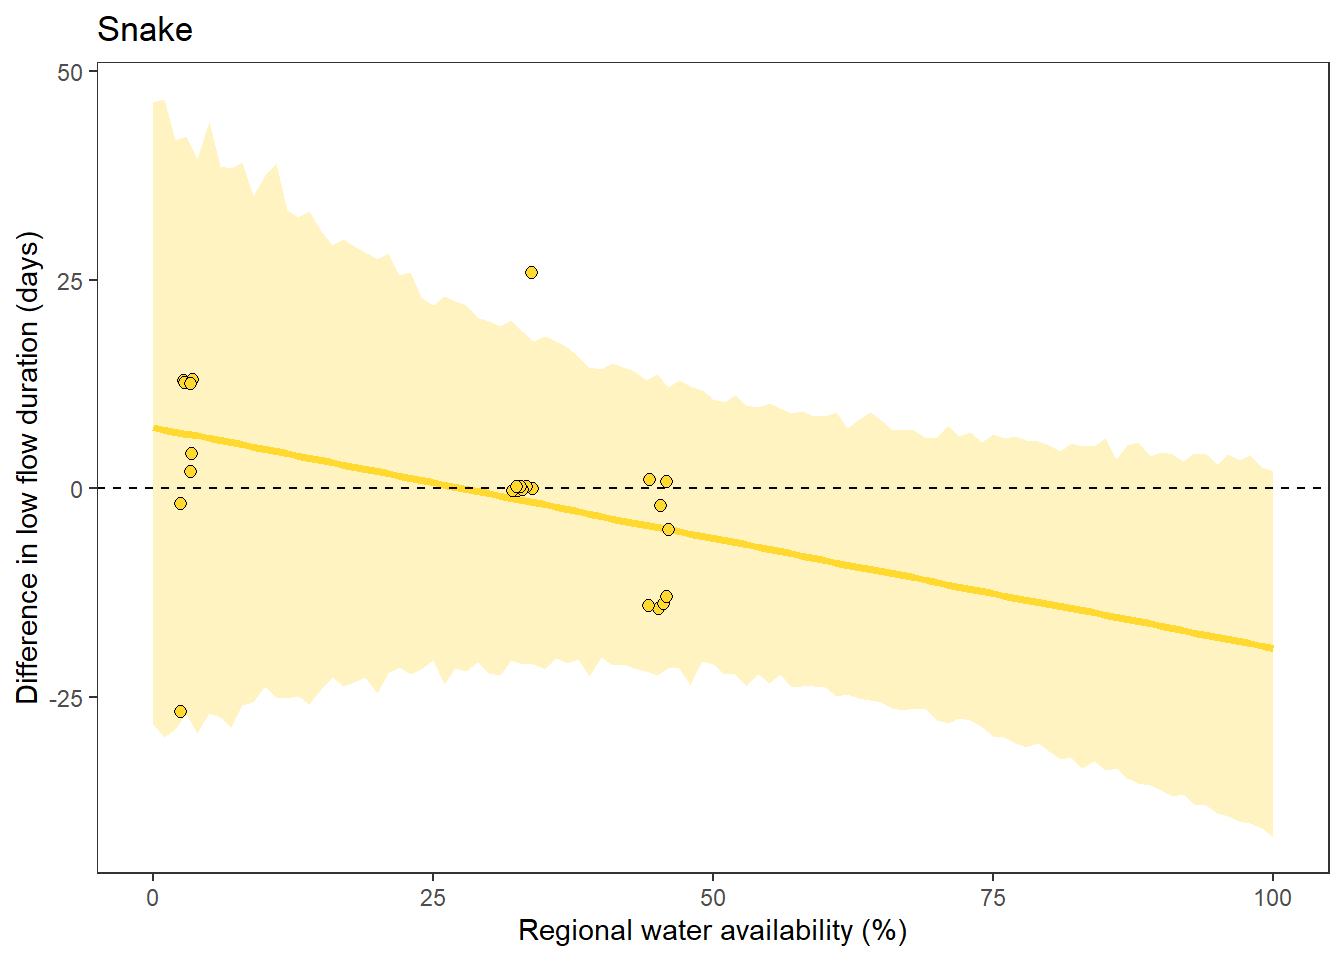 Snake
Difference in low flow duration (days)
50
25
0
-25
0 25 50 75 100
Regional water availability (%)